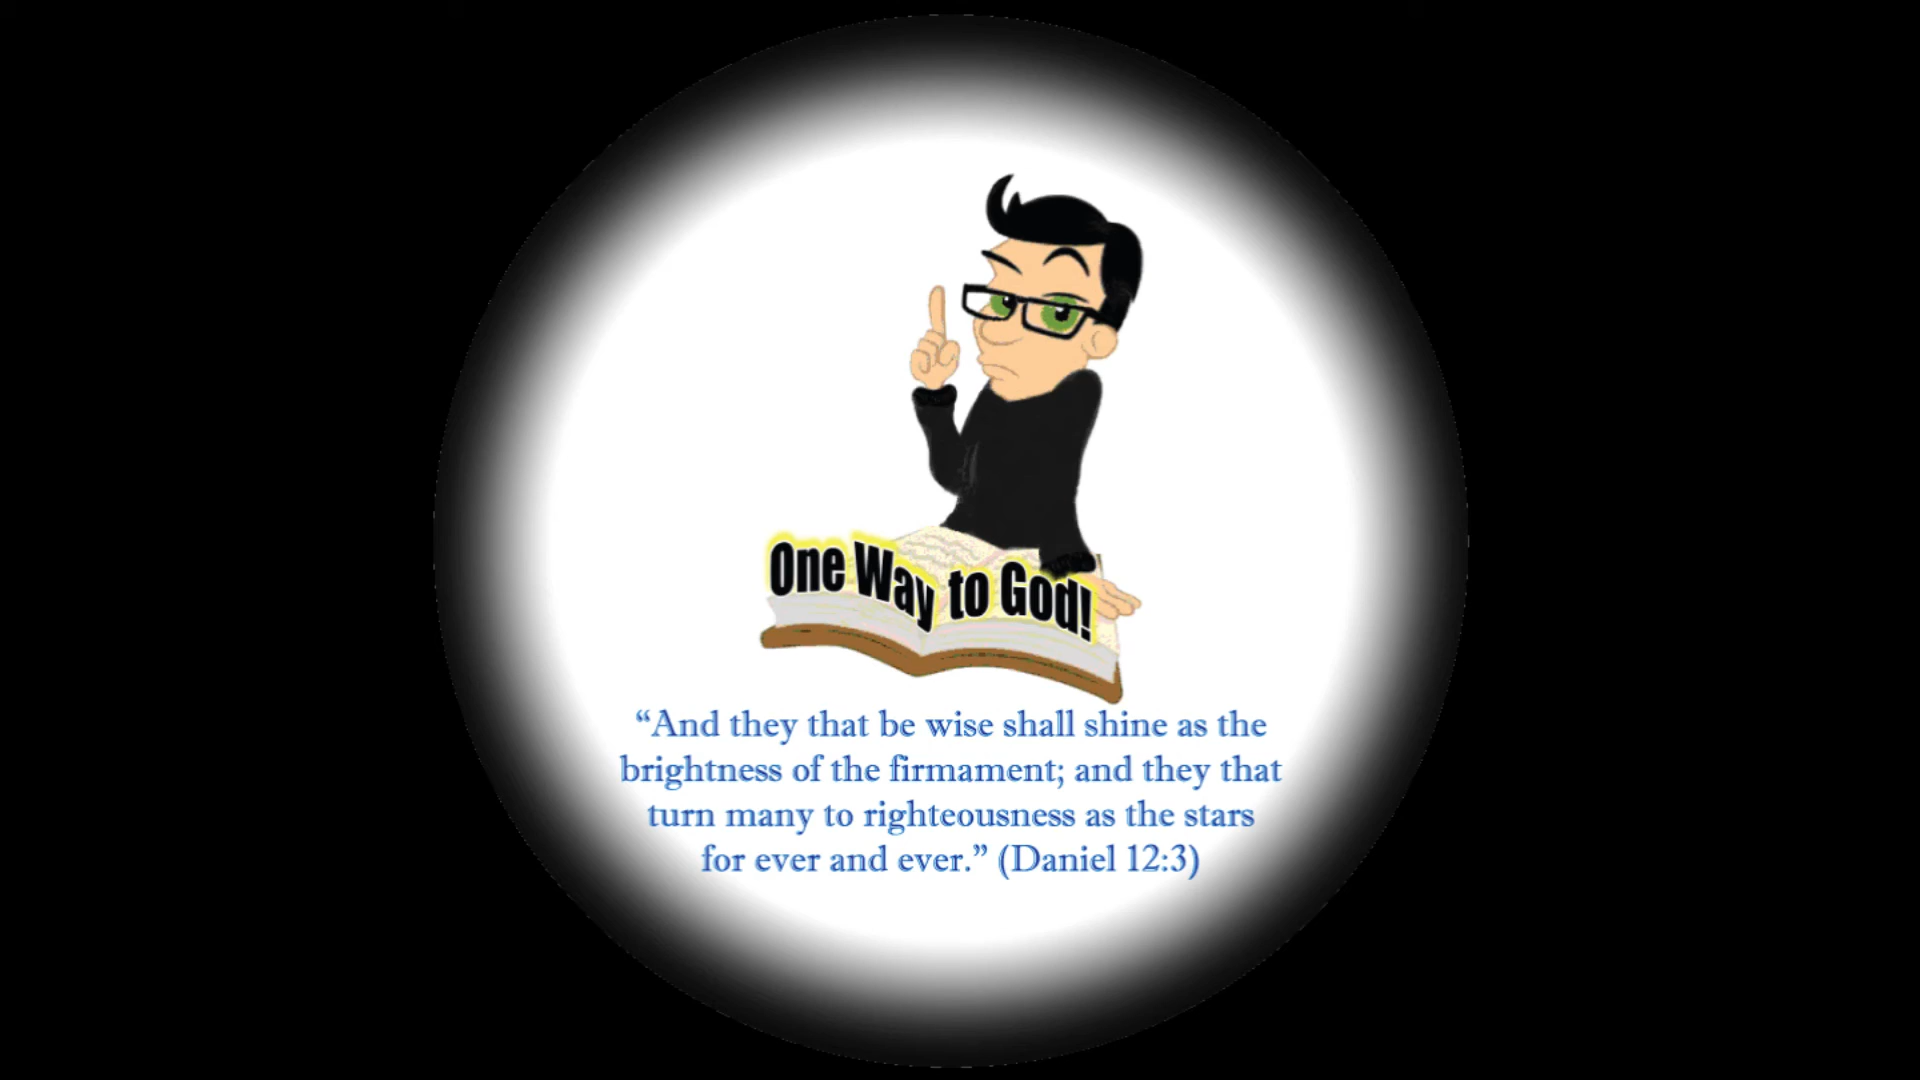 One Way to God!
“And they that be wise shall shine as the
brightness of the firmament; and they that
turn many to righteousness as the stars
for ever and ever.” (Daniel 12:3)